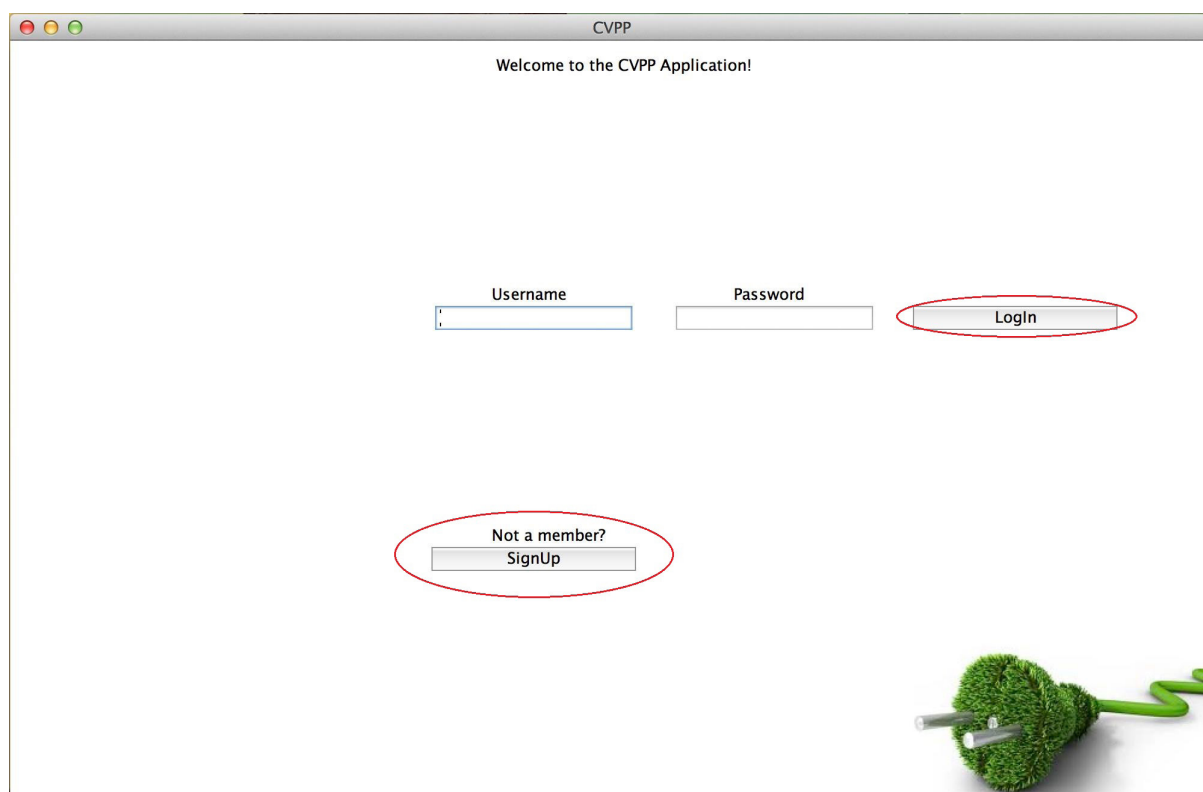 CVPP
Welcome to the CVPP Application!
Username Password
LogIn
Not a member?
SignUp